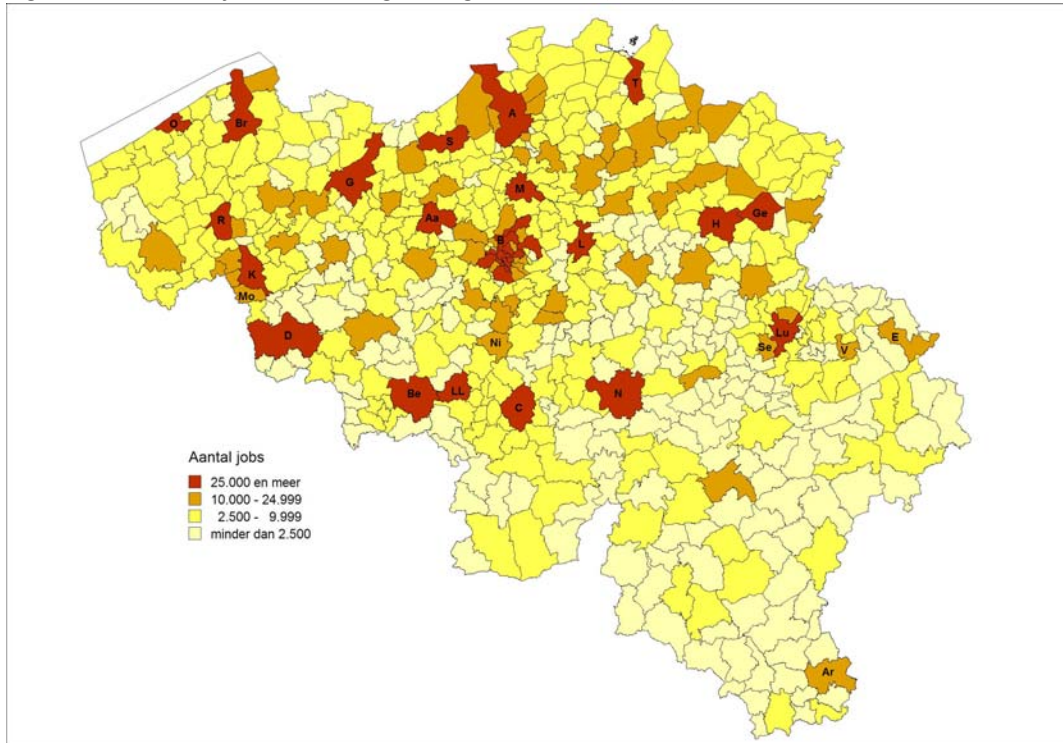 T
A
O
Br
S
G
M
Ge
Aa
H
R
B
L
K
Mo
D
Lu
E
Ni
Se
V
Be
LL
C
N
Aantal jobs
25.000 en meer
10.000 - 24.999
2.500 - 9.999
minder dan 2.500
Ar